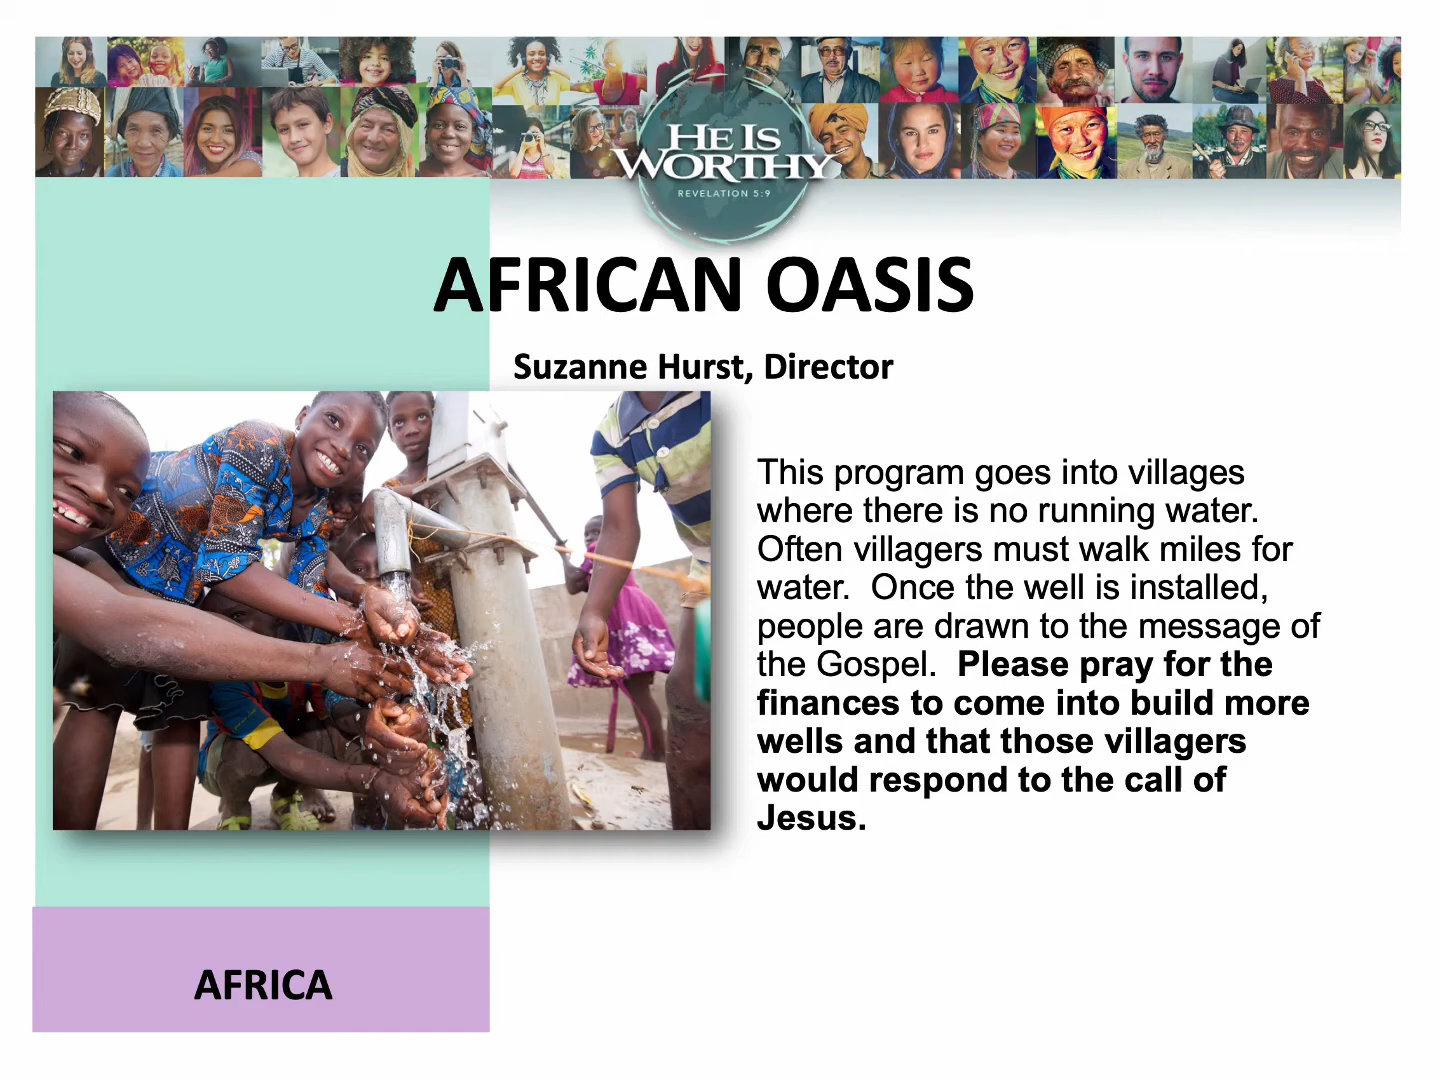 HE IS
WORTHY
REVELATION 5:9
AFRICAN OASIS
Suzanne Hurst, Director
This program goes into villages
where there is no running water.
Often villagers must walk miles for
water.  Once the well is installed,
people are drawn to the message of
the Gospel.  Please pray for the
finances to come into build more
wells and that those villagers
would respond to the call of
Jesus.
AFRICA